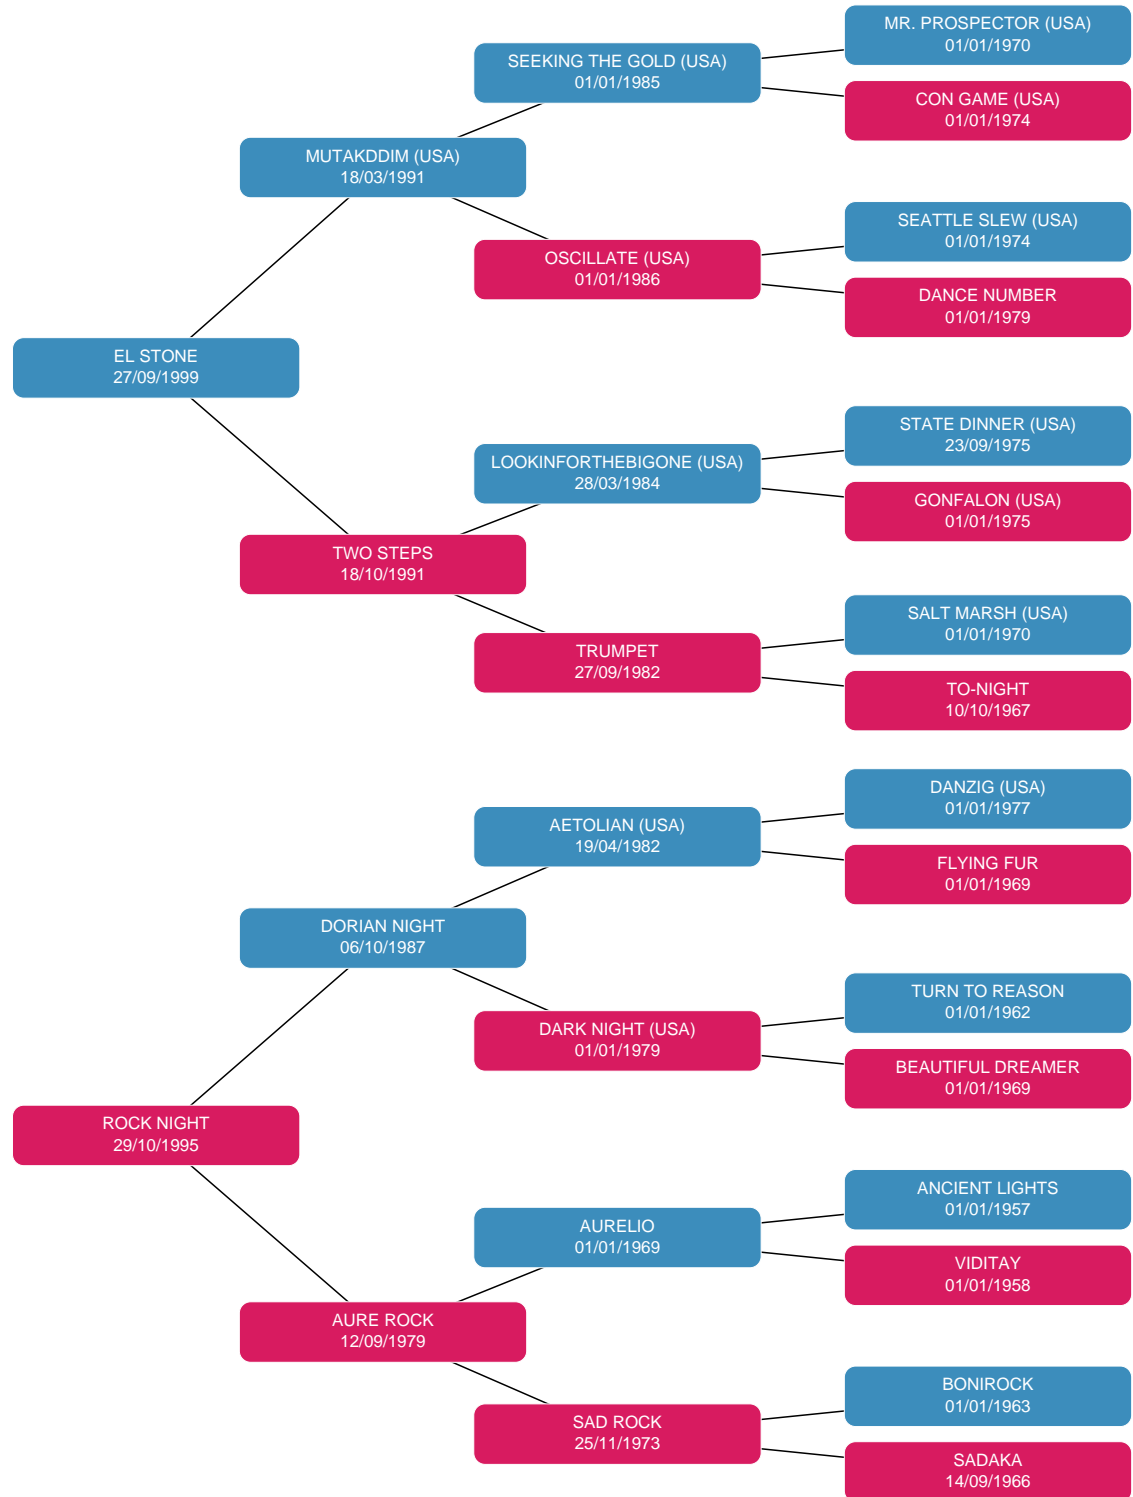 MR. PROSPECTOR (USA)
01/01/1970
SEEKING THE GOLD (USA)
01/01/1985
CON GAME (USA)
01/01/1974
MUTAKDDIM (USA)
18/03/1991
SEATTLE SLEW (USA)
01/01/1974
OSCILLATE (USA)
01/01/1986
DANCE NUMBER
01/01/1979
EL STONE
27/09/1999
STATE DINNER (USA)
23/09/1975
LOOKINFORTHEBIGONE (USA)
28/03/1984
GONFALON (USA)
01/01/1975
TWO STEPS
18/10/1991
SALT MARSH (USA)
01/01/1970
TRUMPET
27/09/1982
TO-NIGHT
10/10/1967
DANZIG (USA)
01/01/1977
AETOLIAN (USA)
19/04/1982
FLYING FUR
01/01/1969
DORIAN NIGHT
06/10/1987
TURN TO REASON
01/01/1962
DARK NIGHT (USA)
01/01/1979
BEAUTIFUL DREAMER
01/01/1969
ROCK NIGHT
29/10/1995
ANCIENT LIGHTS
01/01/1957
AURELIO
01/01/1969
VIDITAY
01/01/1958
AURE ROCK
12/09/1979
BONIROCK
01/01/1963
SAD ROCK
25/11/1973
SADAKA
14/09/1966